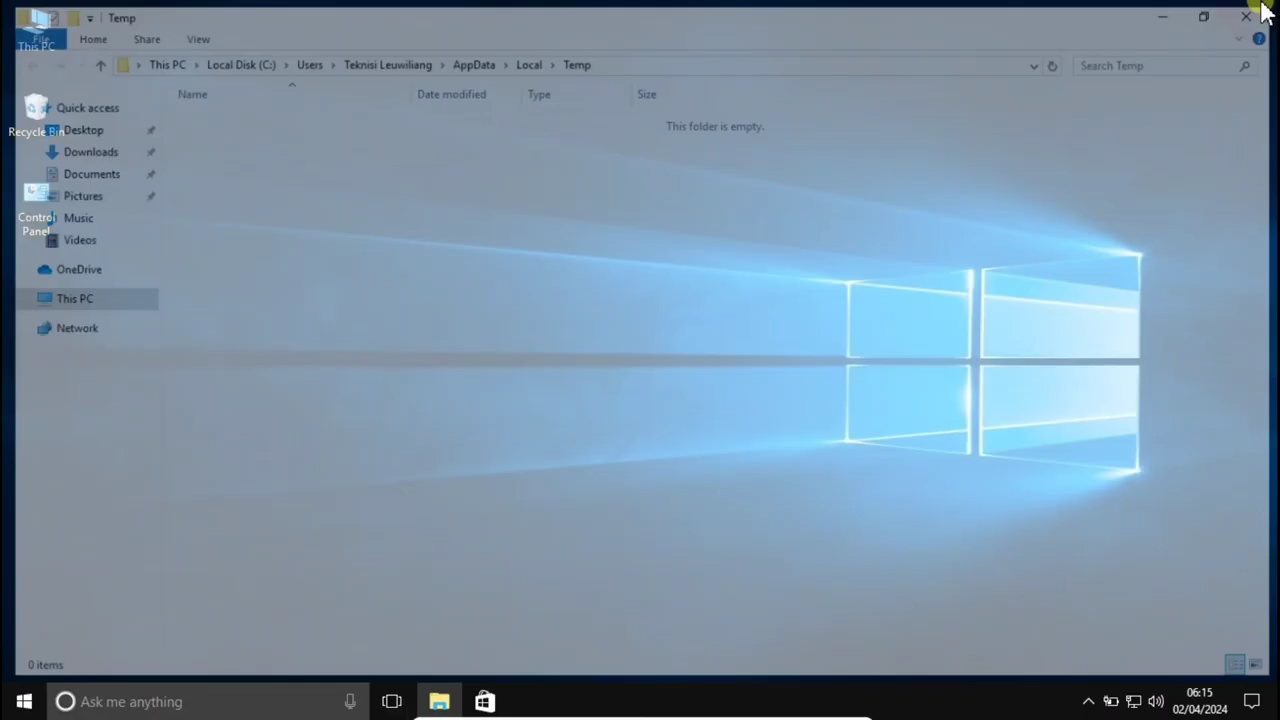 Temp
This PC
File
Home
Share
View
This PC
Local Disk (C:)
Users
Teknisi Leuwiliang
AppData
Local
Temp
Search Temp
Name
Date modified
Type
Size
This folder is empty.
Quick access
Recycle Bin
Desktop
Downloads
Documents
Pictures
Control
Panel
Music
Videos
OneDrive
This PC
Network
0 items
Ask me anything
06:15
02/04/2024